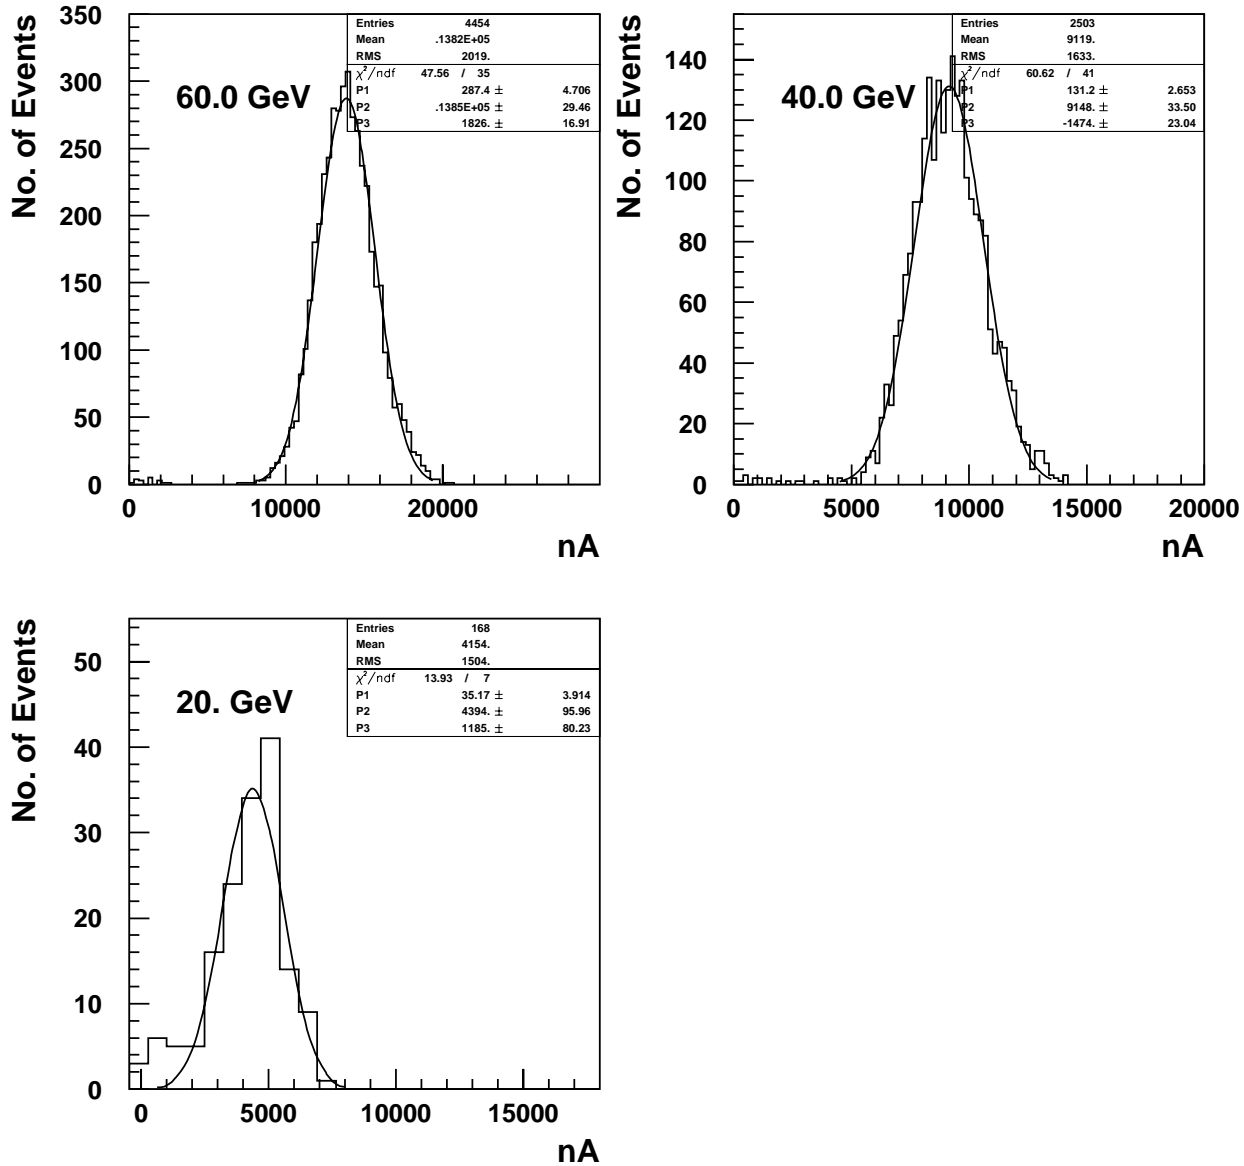 No. of Events
350
300
250
200
150
100
50
0
60.0 GeV
Entries 4454
Mean .1382E+05
RMS 2019.
χ²/ndf 47.56 / 35
P1 287.4 ± 4.706
P2 .1385E+05 ± 29.46
P3 1826. ± 16.91
0 10000 20000
nA
No. of Events
140
120
100
80
60
40
20
0
40.0 GeV
Entries 2503
Mean 9119.
RMS 1633.
χ²/ndf 60.62 / 41
P1 131.2 ± 2.653
P2 9148. ± 33.50
P3 -1474. ± 23.04
0 5000 10000 15000 20000
nA
No. of Events
50
40
30
20
10
0
20. GeV
Entries 168
Mean 4154.
RMS 1504.
χ²/ndf 13.93 / 7
P1 35.17 ± 3.914
P2 4394. ± 95.96
P3 1185. ± 80.23
0 5000 10000 15000
nA